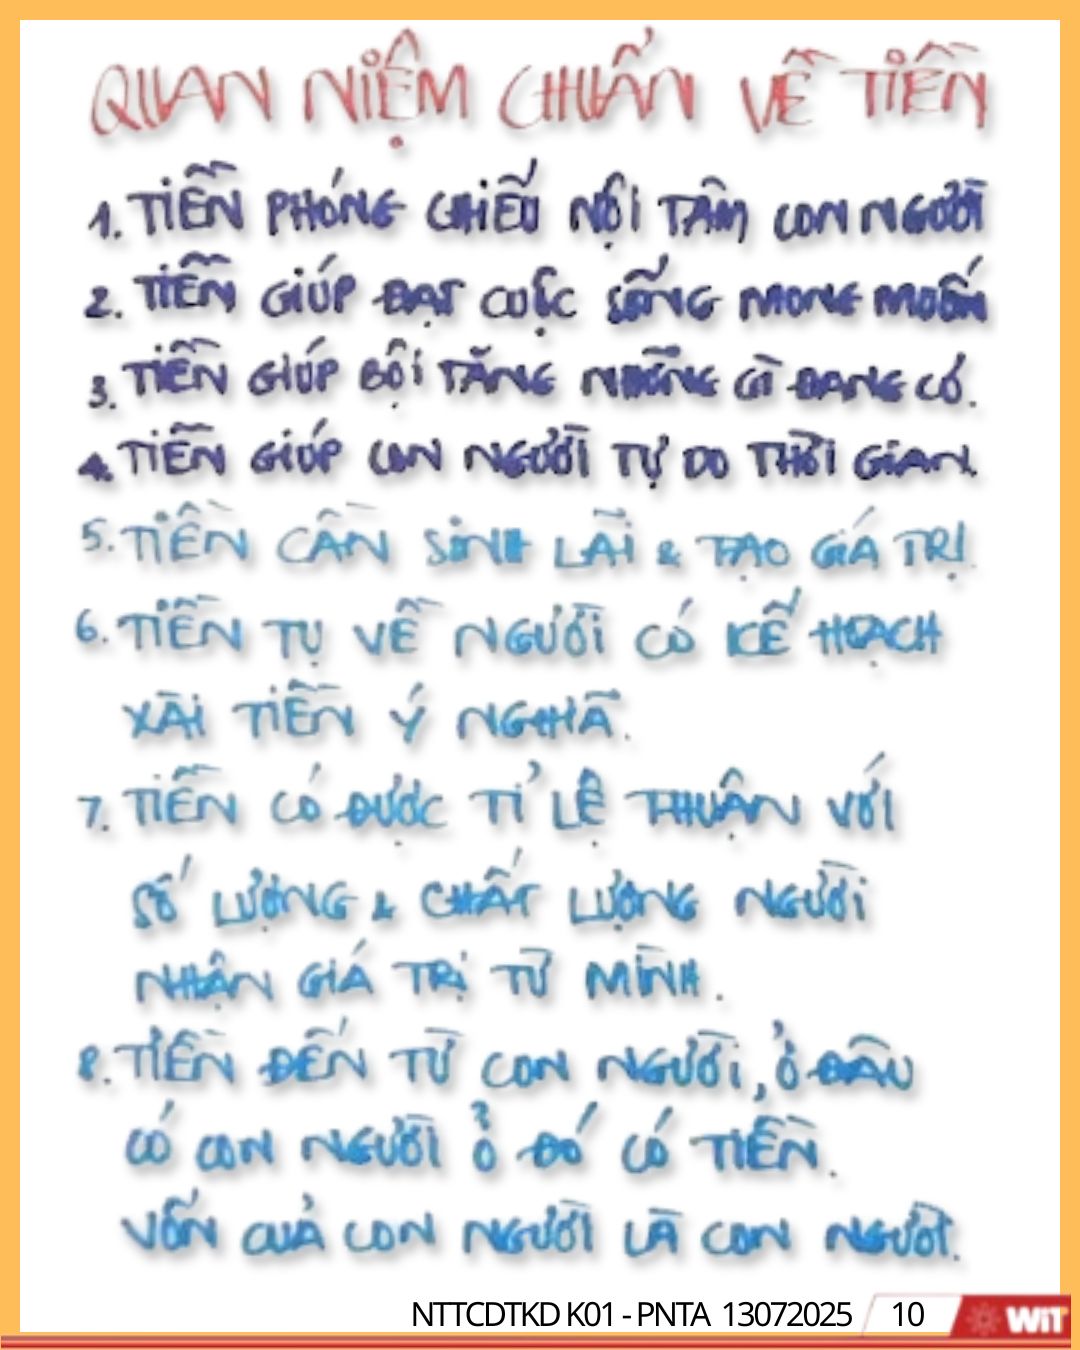 QUAN NIỆM CHUẨN VỀ TIỀN
1. TIỀN PHÓNG CHIẾU NỘI TÂM CON NGƯỜI
2. TIỀN GIÚP ĐẠT CUỘC SỐNG MONG MUỐN
3. TIỀN GIÚP BỘI TĂNG NHỮNG GÌ ĐANG CÓ.
4. TIỀN GIÚP CON NGƯỜI TỰ DO THỜI GIAN.
5. TIỀN CẦN SINH LÃI & TẠO GIÁ TRỊ.
6. TIỀN TỤ VỀ NGƯỜI CÓ KẾ HOẠCH
XÀI TIỀN Ý NGHĨA.
7. TIỀN CÓ ĐƯỢC TỈ LỆ THUẬN VỚI
SỐ LƯỢNG & CHẤT LƯỢNG NGƯỜI
NHẬN GIÁ TRỊ TỪ MÌNH.
8. TIỀN ĐẾN TỪ CON NGƯỜI, Ở ĐÂU
CÓ CON NGƯỜI Ở ĐÓ CÓ TIỀN.
VỐN CUẢ CON NGƯỜI LÀ CON NGƯỜI.
NTTCDTKD K01 - PNTA 13072025 10 WiT